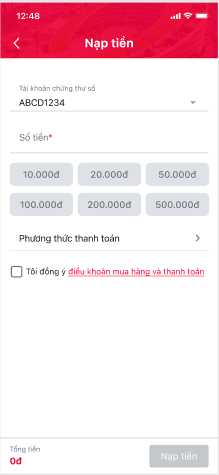 12:48
Nạp tiền
Tài khoản chứng thư số
ABCD1234
Số tiền*
10.000đ 20.000đ 50.000đ
100.000đ 200.000đ 500.000đ
Phương thức thanh toán
Tôi đồng ý điều khoản mua hàng và thanh toán
Tổng tiền
0đ
Nạp tiền